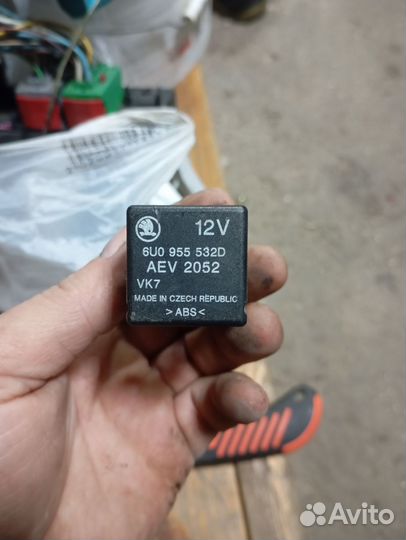 12V
6U0 955 532D
AEV 2052
VK7
MADE IN CZECH REPUBLIC
>ABS<
Avito